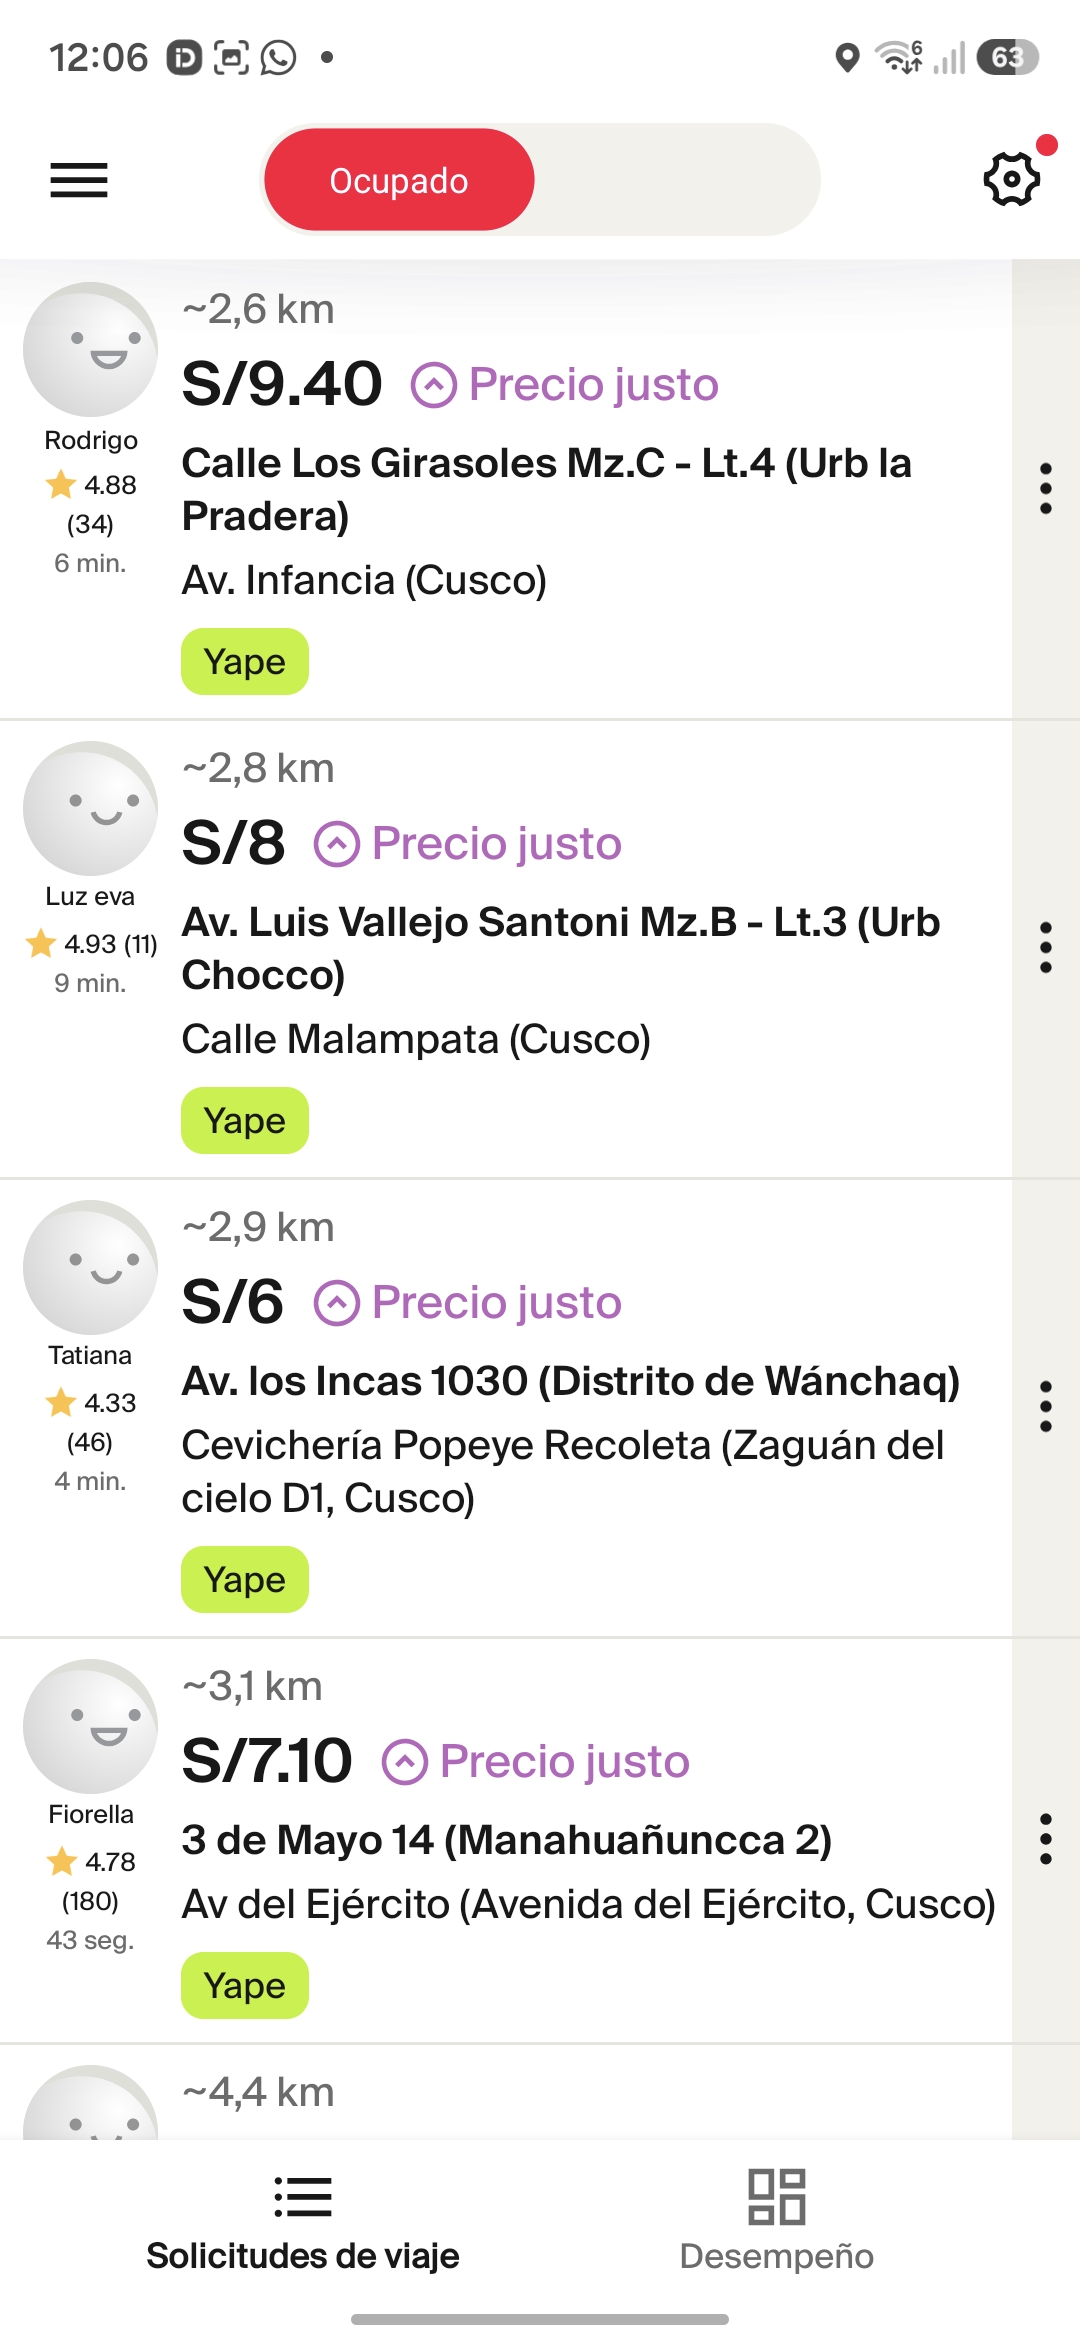 12:06
6
63
Ocupado
~2,6 km
S/9.40 Precio justo
Rodrigo
4.88
(34)
6 min.
Calle Los Girasoles Mz.C - Lt.4 (Urb la
Pradera)
Av. Infancia (Cusco)
Yape
~2,8 km
S/8 Precio justo
Luz eva
4.93 (11)
9 min.
Av. Luis Vallejo Santoni Mz.B - Lt.3 (Urb
Chocco)
Calle Malampata (Cusco)
Yape
~2,9 km
S/6 Precio justo
Tatiana
4.33
(46)
4 min.
Av. los Incas 1030 (Distrito de Wánchaq)
Cevichería Popeye Recoleta (Zaguán del
cielo D1, Cusco)
Yape
~3,1 km
S/7.10 Precio justo
Fiorella
4.78
(180)
43 seg.
3 de Mayo 14 (Manahuañuncca 2)
Av del Ejército (Avenida del Ejército, Cusco)
Yape
~4,4 km
Solicitudes de viaje
Desempeño